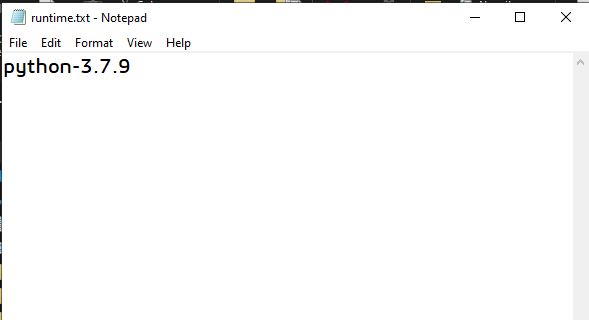 runtime.txt - Notepad
File Edit Format View Help
python-3.7.9